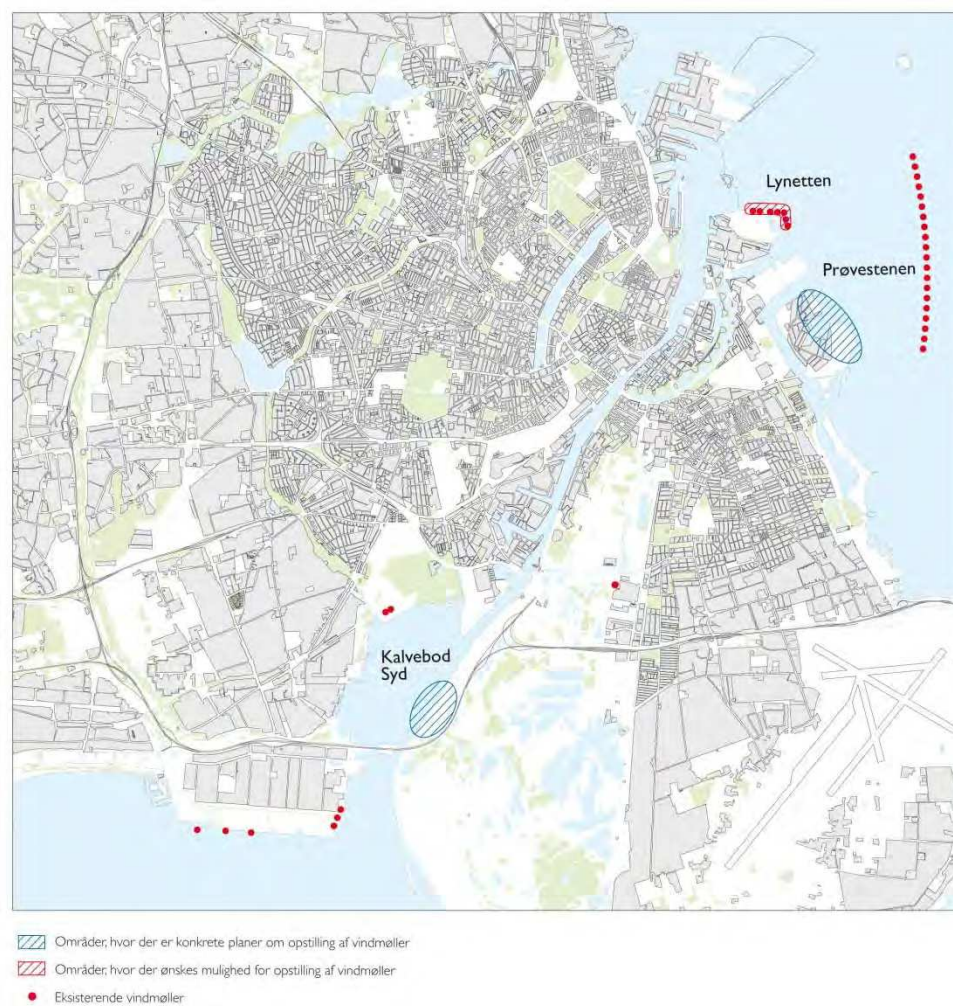 Lynetten
Prøvestenen
Kalvebod
Syd
Områder, hvor der er konkrete planer om opstilling af vindmøller
Områder, hvor der ønskes mulighed for opstilling af vindmøller
Eksisterende vindmøller